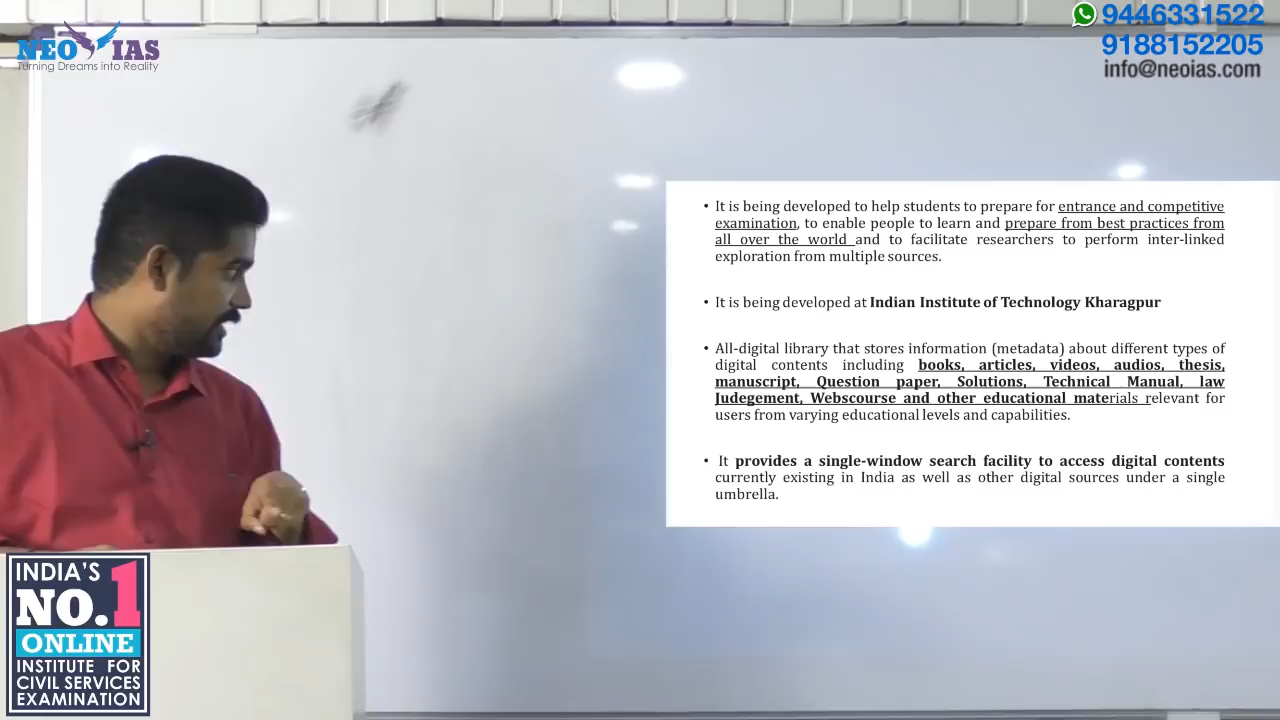 NEO IAS
Turning Dreams into Reality
9446331522
9188152205
info@neoias.com
• It is being developed to help students to prepare for entrance and competitive
examination, to enable people to learn and prepare from best practices from
all over the world and to facilitate researchers to perform inter-linked
exploration from multiple sources.
• It is being developed at Indian Institute of Technology Kharagpur
• All-digital library that stores information (metadata) about different types of
digital contents including books, articles, videos, audios, thesis,
manuscript, Question paper, Solutions, Technical Manual, law
Judegement, Webscourse and other educational materials relevant for
users from varying educational levels and capabilities.
• It provides a single-window search facility to access digital contents
currently existing in India as well as other digital sources under a single
umbrella.
INDIA'S
NO.1
ONLINE
INSTITUTE FOR
CIVIL SERVICES
EXAMINATION